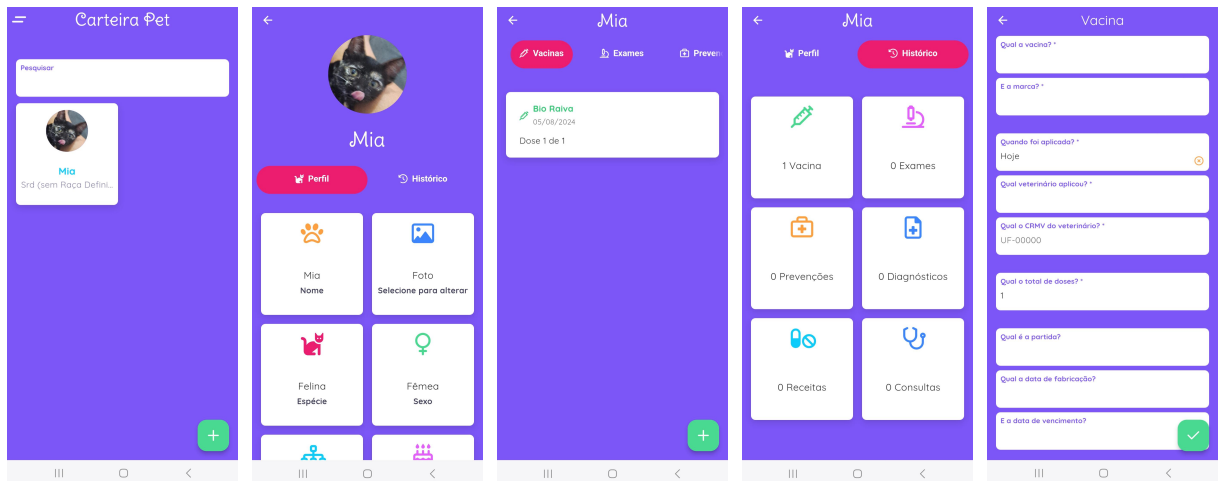 Carteira Pet
Pesquisar
Mia
Srd (sem Raça Defini...
Mia
Perfil
Histórico
Mia
Nome
Foto
Selecione para alterar
Felina
Espécie
Fêmea
Sexo
Mia
Vacinas
Exames
Preven
Bio Raiva
05/08/2024
Dose 1 de 1
Mia
Perfil
Histórico
1 Vacina
0 Exames
0 Prevenções
0 Diagnósticos
0 Receitas
0 Consultas
Vacina
Qual a vacina? *
E a marca? *
Quando foi aplicada? *
Hoje
Qual veterinário aplicou? *
Qual o CRMV do veterinário? *
UF-00000
Qual o total de doses? *
1
Qual é a partida?
Qual a data de fabricação?
E a data de vencimento?